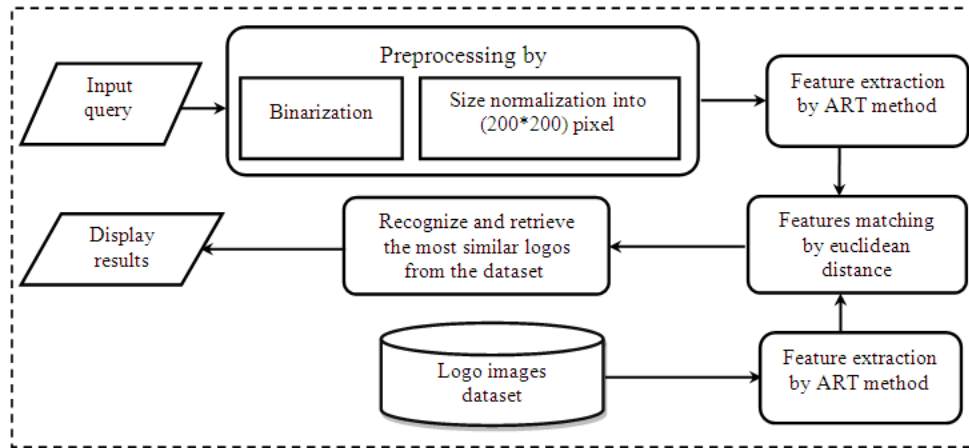 Preprocessing by
Input
query
Binarization
Size normalization into
(200*200) pixel
Feature extraction
by ART method
Display
results
Recognize and retrieve
the most similar logos
from the dataset
Features matching
by euclidean
distance
Logo images
dataset
Feature extraction
by ART method